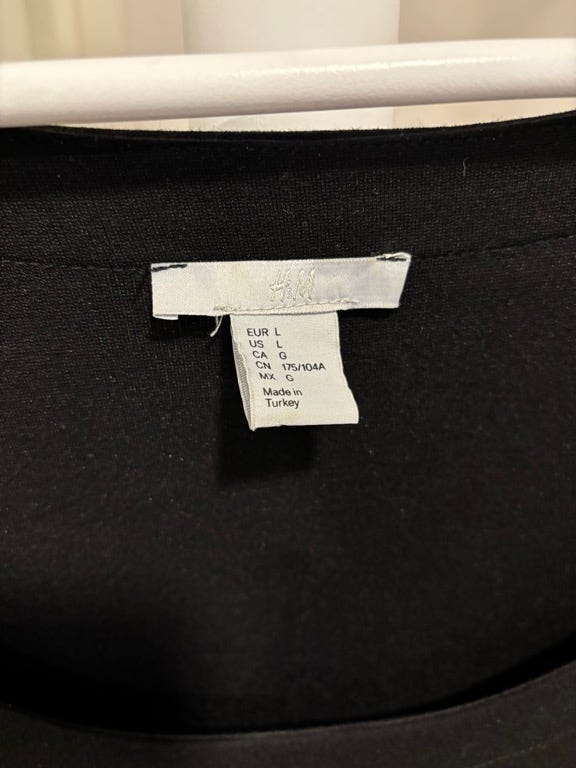 H&M
EUR L
US L
CA G
CN 175/104A
MX G
Made in
Turkey